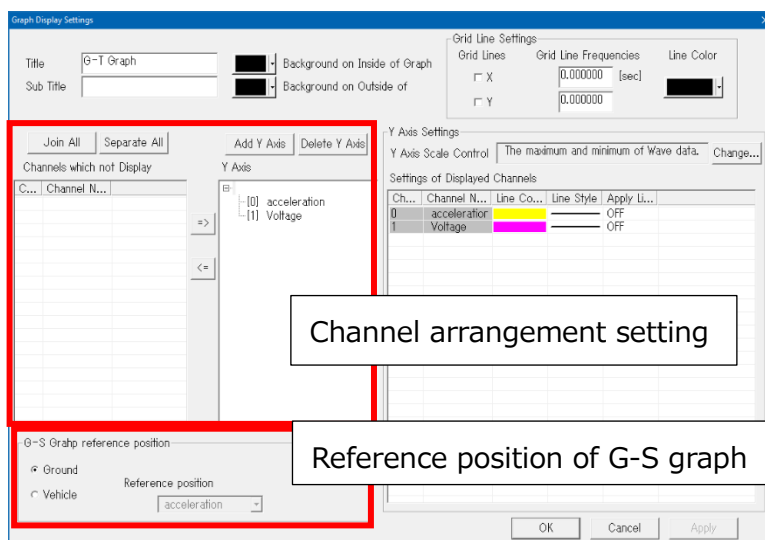 Graph Display Settings
Title
G-T Graph
Background on Inside of Graph
Sub Title
Background on Outside of
Grid Line Settings
Grid Lines
Grid Line Frequencies
Line Color
X
0.000000
[sec]
Y
0.000000
Join All
Separate All
Add Y Axis
Delete Y Axis
Channels which not Display
Y Axis
C...
Channel N...
=>
<=
[0] acceleration
[1] Voltage
Y Axis Settings
Y Axis Scale Control
The maximum and minimum of Wave data.
Change...
Settings of Displayed Channels
Ch...
Channel N...
Line Co...
Line Style
Apply Li...
0
acceleration
OFF
1
Voltage
OFF
Channel arrangement setting
G-S Grahp reference position
Ground
Vehicle
Reference position
acceleration
Reference position of G-S graph
OK
Cancel
Apply